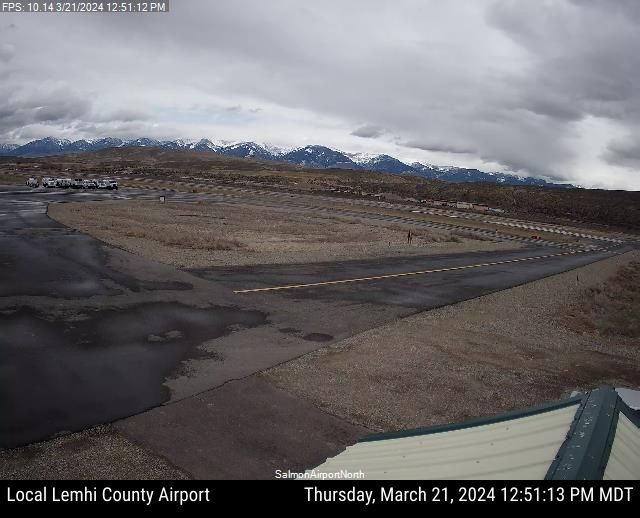 FPS: 10.14 3/21/2024 12:51:12 PM
SalmonAirportNorth
Local Lemhi County Airport Thursday, March 21, 2024 12:51:13 PM MDT